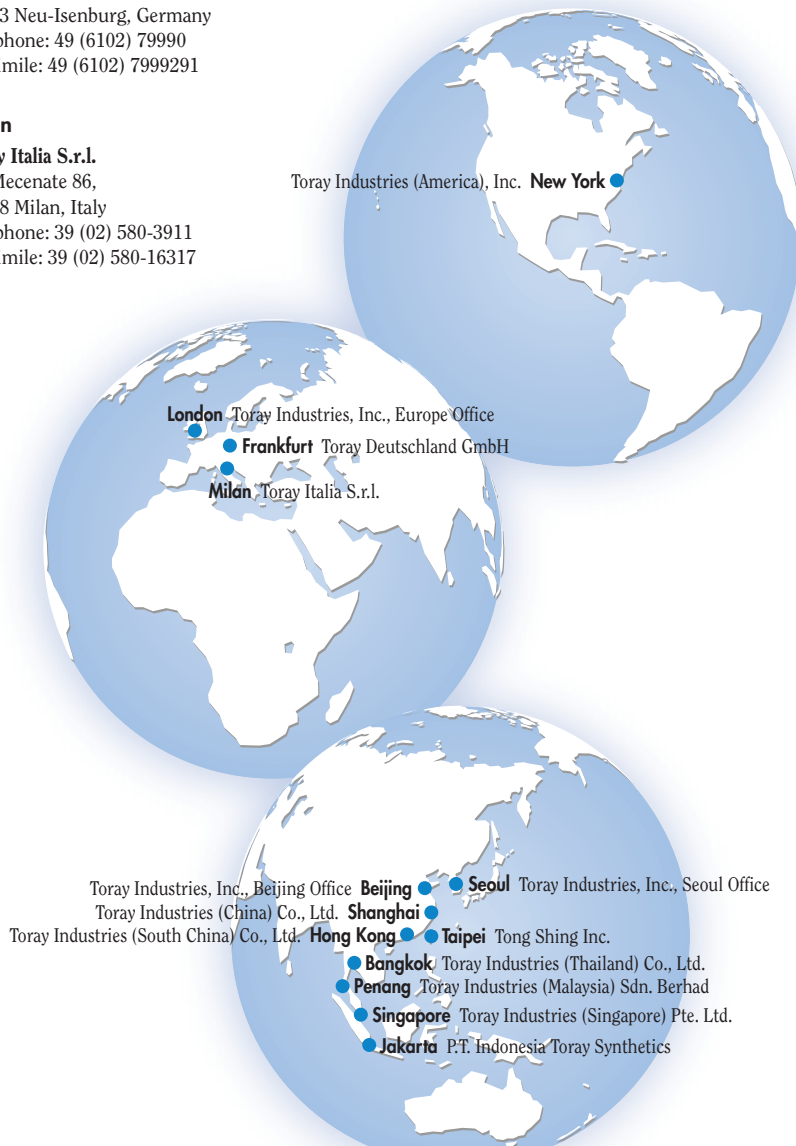 3 Neu-Isenburg, Germany
phone: 49 (6102) 79990
imile: 49 (6102) 7999291
n
y Italia S.r.l.
Mecenate 86,
8 Milan, Italy
phone: 39 (02) 580-3911
imile: 39 (02) 580-16317
Toray Industries (America), Inc. New York
London Toray Industries, Inc., Europe Office
Frankfurt Toray Deutschland GmbH
Milan Toray Italia S.r.l.
Toray Industries, Inc., Beijing Office Beijing
Seoul Toray Industries, Inc., Seoul Office
Toray Industries (China) Co., Ltd. Shanghai
Toray Industries (South China) Co., Ltd. Hong Kong
Taipei Tong Shing Inc.
Bangkok Toray Industries (Thailand) Co., Ltd.
Penang Toray Industries (Malaysia) Sdn. Berhad
Singapore Toray Industries (Singapore) Pte. Ltd.
Jakarta P.T. Indonesia Toray Synthetics